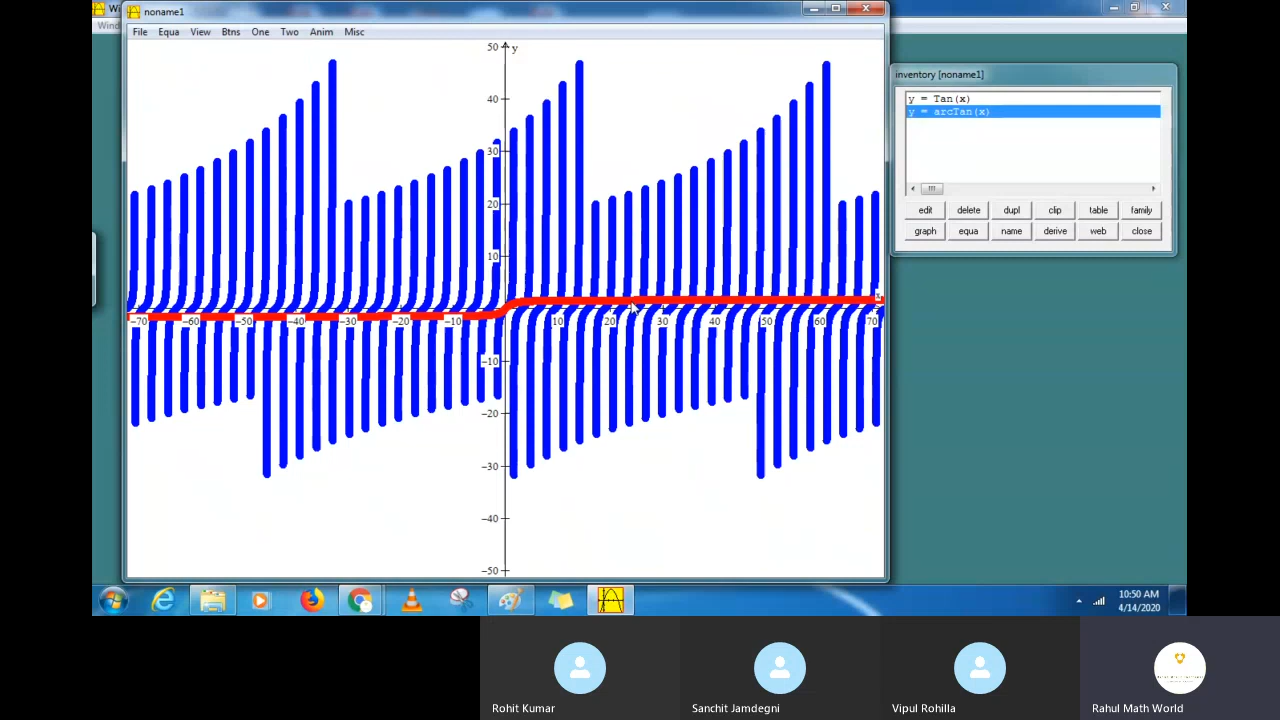 Wi
noname1
Wind
File Equa View Btns One Two Anim Misc
50 y
40
30
20
10
x
-70 -60 -50 -40 -30 -20 -10 10 20 30 40 50 60 70
-10
-20
-30
-40
-50
inventory [noname1]
y = Tan(x)
y = arcTan(x)
edit delete dupl clip table family
graph equa name derive web close
10:50 AM
4/14/2020
Rohit Kumar Sanchit Jamdegni Vipul Rohilla Rahul Math World